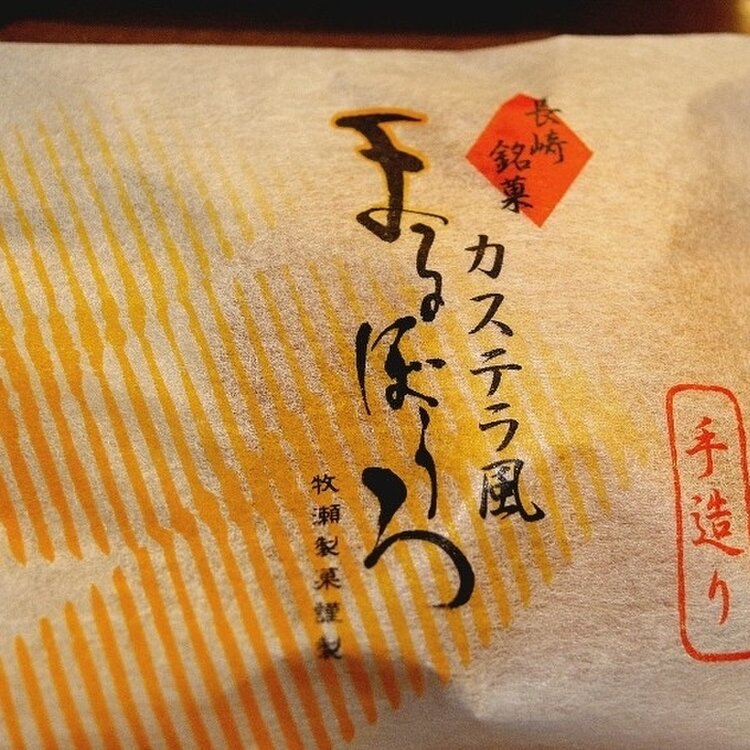 長崎
銘菓
カステラ風
まるぼうろ
牧瀬製菓謹製
手造り